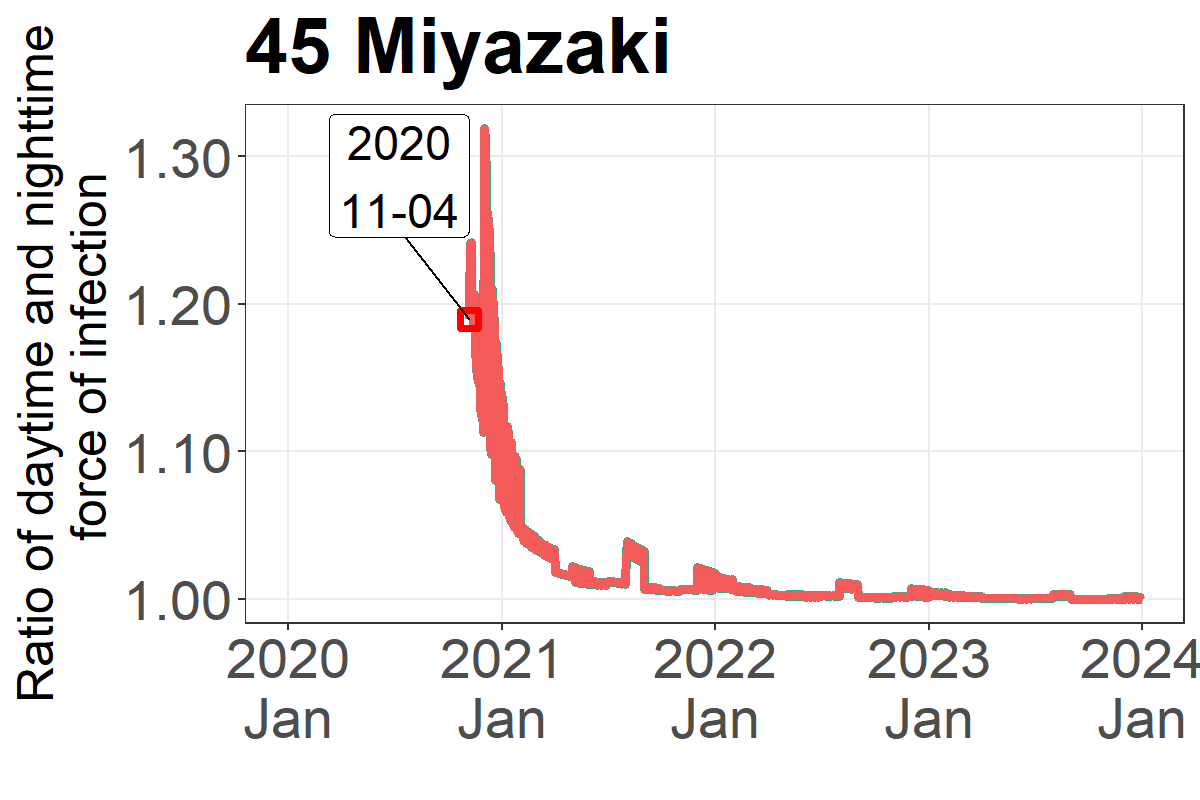 45 Miyazaki
Ratio of daytime and nighttime
force of infection
1.30
1.20
1.10
1.00
2020
11-04
2020
Jan
2021
Jan
2022
Jan
2023
Jan
2024
Jan